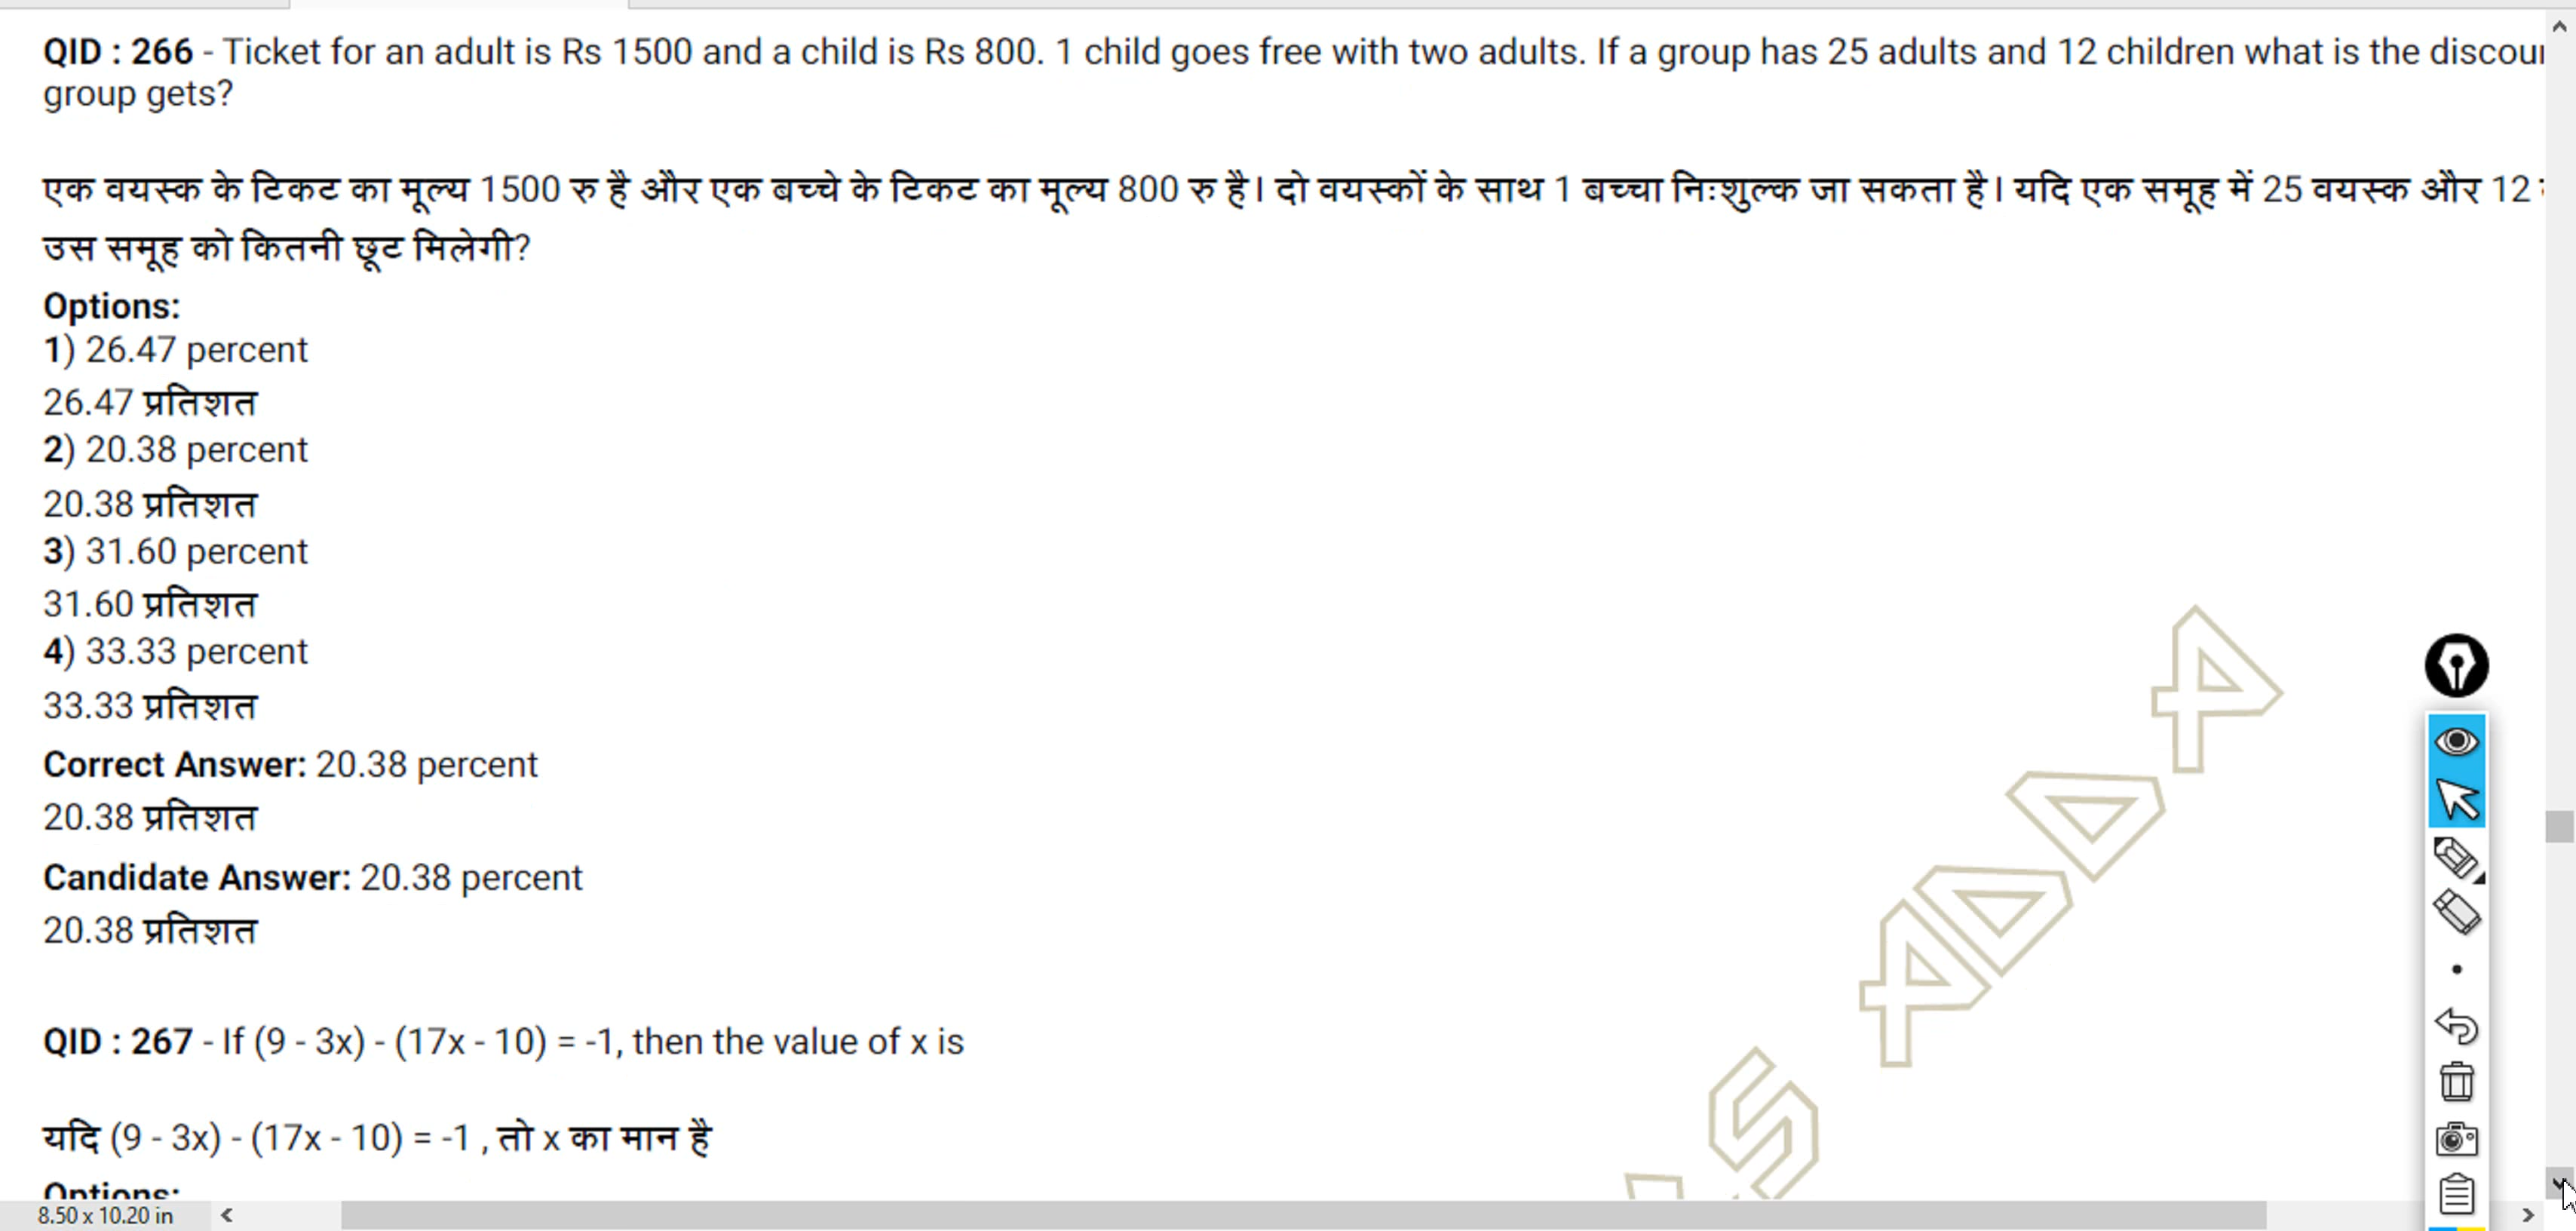 QID : 266 - Ticket for an adult is Rs 1500 and a child is Rs 800. 1 child goes free with two adults. If a group has 25 adults and 12 children what is the
group gets?
एक वयस्क के टिकट का मूल्य 1500 रु है और एक बच्चे के टिकट का मूल्य 800 रु है। दो वयस्कों के साथ 1 बच्चा निःशुल्क जा सकता है। यदि एक समूह में 25 वयस्क और 12
उस समूह को कितनी छूट मिलेगी?
Options:
1) 26.47 percent
26.47 प्रतिशत
2) 20.38 percent
20.38 प्रतिशत
3) 31.60 percent
31.60 प्रतिशत
4) 33.33 percent
33.33 प्रतिशत
Correct Answer: 20.38 percent
20.38 प्रतिशत
Candidate Answer: 20.38 percent
20.38 प्रतिशत
QID : 267 - If (9 - 3x) - (17x - 10) = -1, then the value of x is
यदि (9 - 3x) - (17x - 10) = -1 , तो x का मान है
Options:
8.50 x 10.20 in